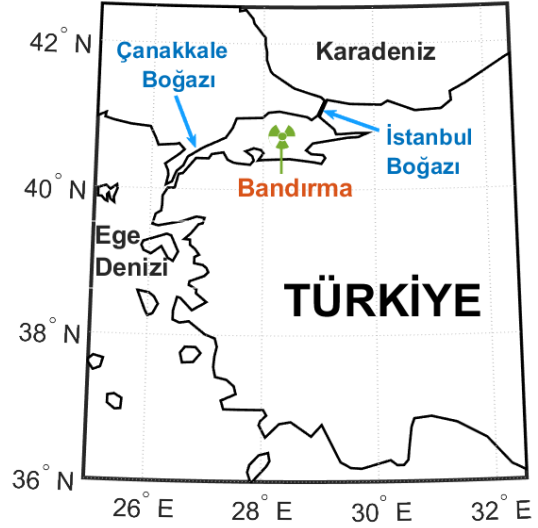 42° N
Karadeniz
Çanakkale
Boğazı
İstanbul
Boğazı
40° N
Bandırma
Ege
Denizi
TÜRKİYE
38° N
36° N
26° E
28° E
30° E
32° E